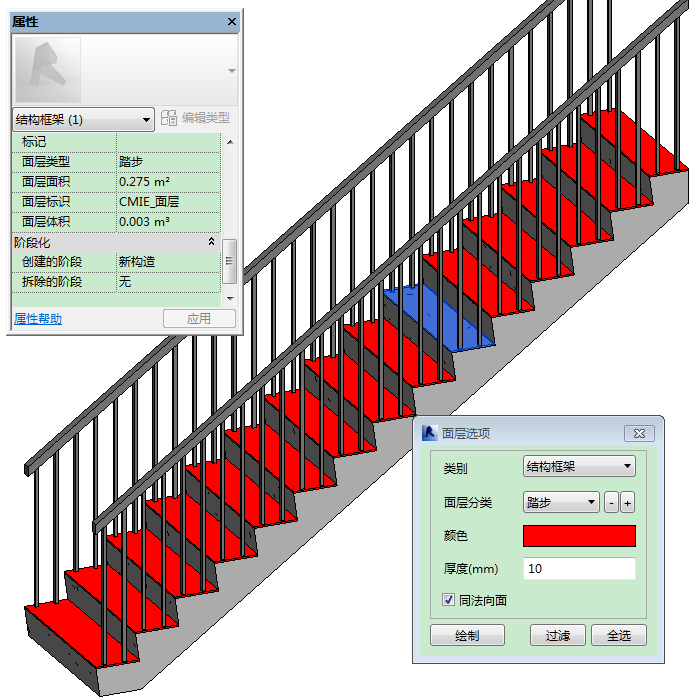 属性
结构框架 (1)
编辑类型
标记
面层类型 踏步
面层面积 0.275 m²
面层标识 CMIE_面层
面层体积 0.003 m³
阶段化
创建的阶段 新构造
拆除的阶段 无
属性帮助
应用
面层选项
类别 结构框架
面层分类 踏步 - +
颜色
厚度(mm) 10
同法向面
绘制 过滤 全选